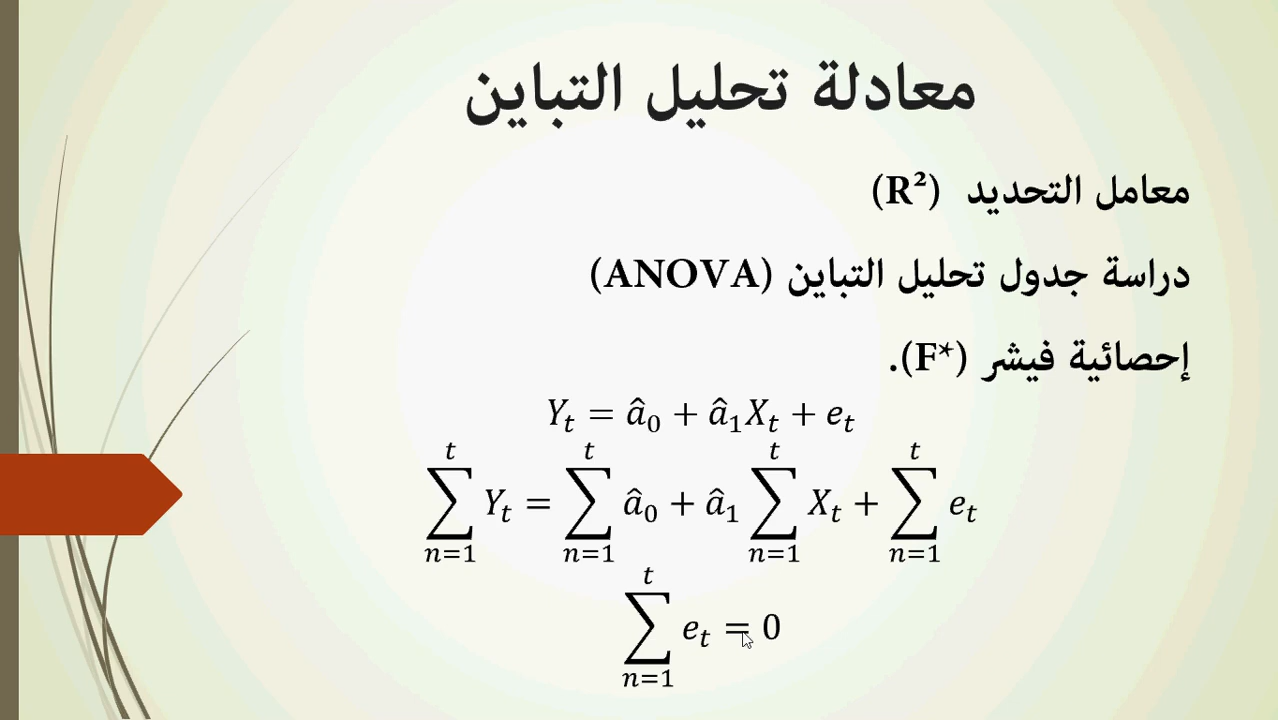 معادلة تحليل التباين
معامل التحديد (R²)
دراسة جدول تحليل التباين (ANOVA)
إحصائية فيشر (F*).
Y_t = â_0 + â_1 X_t + e_t
∑_{n=1}^{t} Y_t = ∑_{n=1}^{t} â_0 + â_1 ∑_{n=1}^{t} X_t + ∑_{n=1}^{t} e_t
∑_{n=1}^{t} e_t = 0